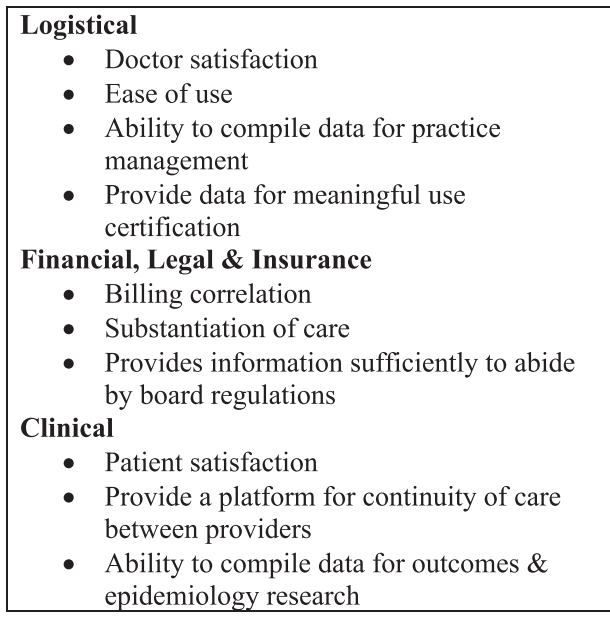 Logistical
• Doctor satisfaction
• Ease of use
• Ability to compile data for practice
management
• Provide data for meaningful use
certification
Financial, Legal & Insurance
• Billing correlation
• Substantiation of care
• Provides information sufficiently to abide
by board regulations
Clinical
• Patient satisfaction
• Provide a platform for continuity of care
between providers
• Ability to compile data for outcomes &
epidemiology research